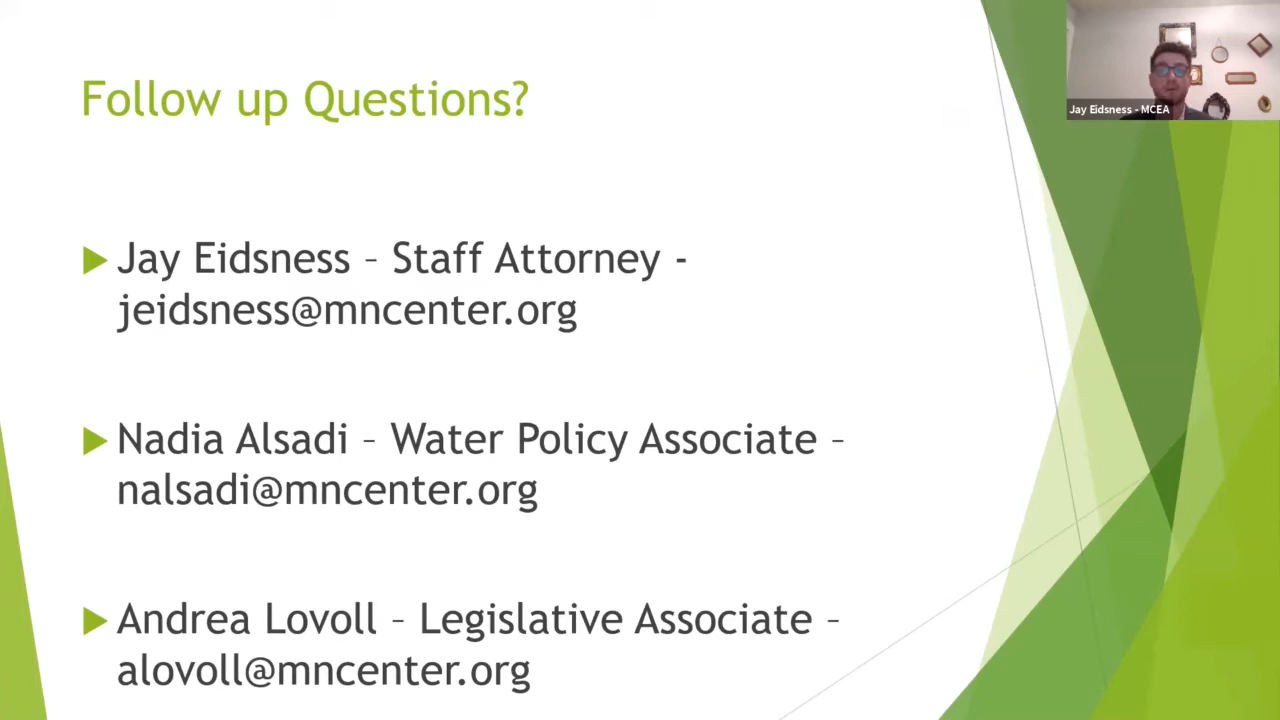 Follow up Questions?
Jay Eidsness - MCEA
Jay Eidsness – Staff Attorney -
jeidsness@mncenter.org
Nadia Alsadi – Water Policy Associate –
nalsadi@mncenter.org
Andrea Lovoll – Legislative Associate –
alovoll@mncenter.org